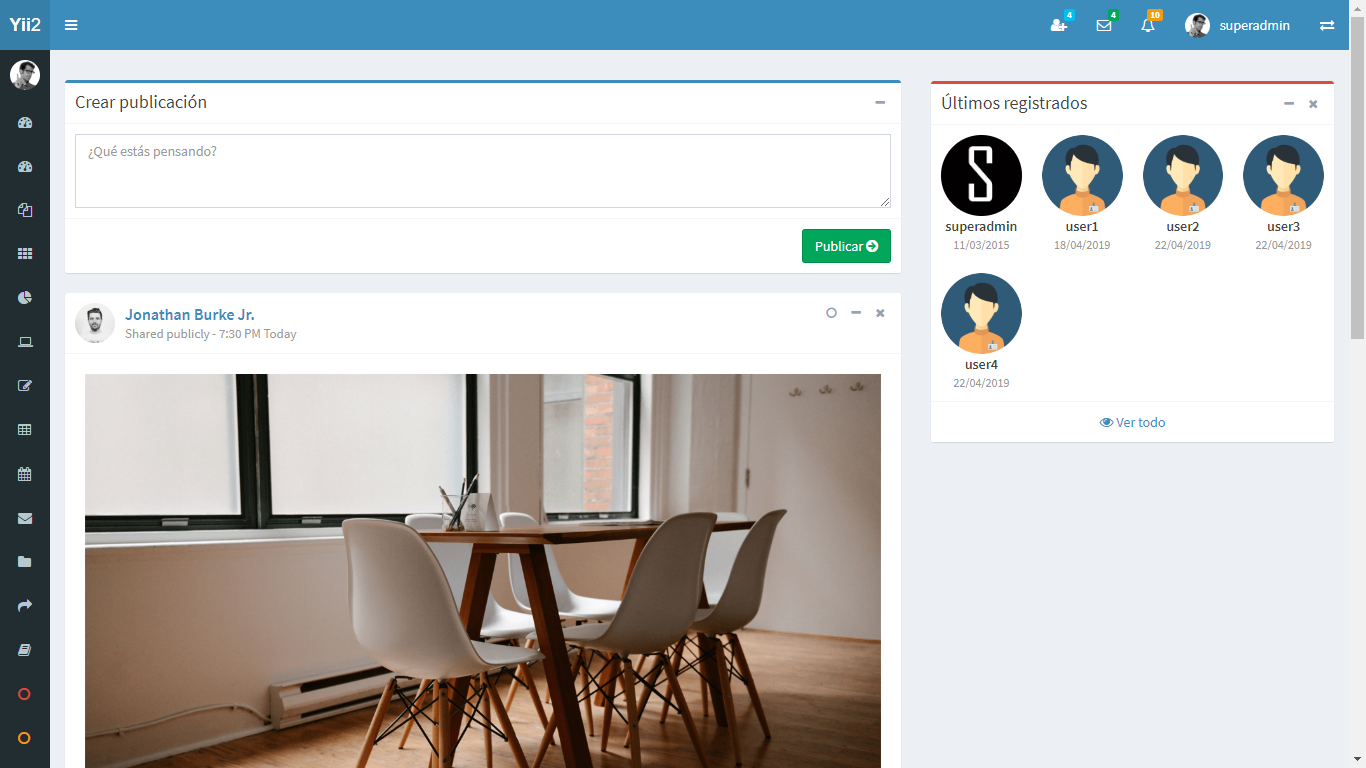 Yii2
4
4
10
superadmin
Crear publicación
¿Qué estás pensando?
Publicar
Jonathan Burke Jr.
Shared publicly - 7:30 PM Today
Últimos registrados
superadmin
11/03/2015
user1
18/04/2019
user2
22/04/2019
user3
22/04/2019
user4
22/04/2019
Ver todo